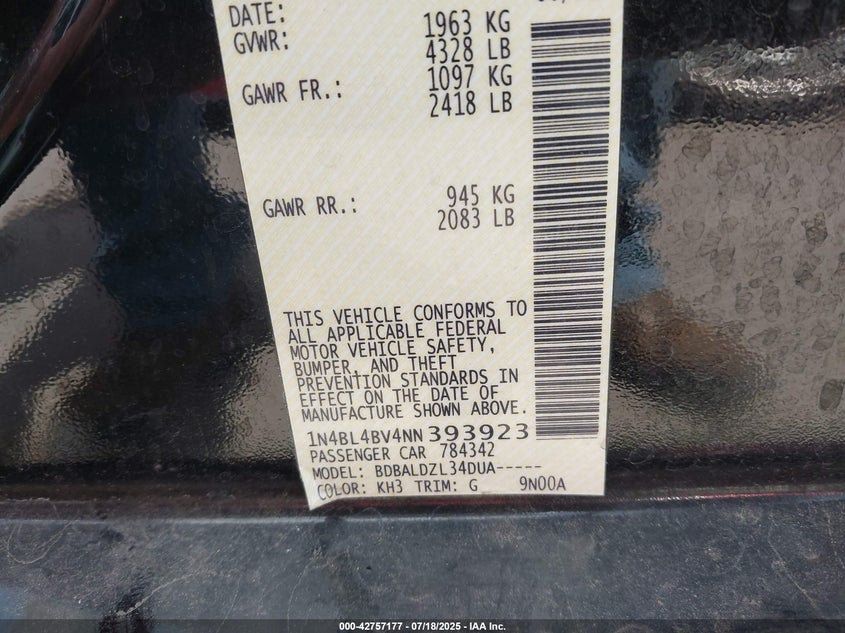 DATE:
GVWR: 1963 KG
4328 LB
GAWR FR.: 1097 KG
2418 LB
GAWR RR.: 945 KG
2083 LB
THIS VEHICLE CONFORMS TO
ALL APPLICABLE FEDERAL
MOTOR VEHICLE SAFETY,
BUMPER, AND THEFT
PREVENTION STANDARDS IN
EFFECT ON THE DATE OF
MANUFACTURE SHOWN ABOVE.
1N4BL4BV4NN393923
PASSENGER CAR 784342
MODEL: BDBALDZL34DUA-----
COLOR: KH3 TRIM: G 9N00A
000-42757177 - 07/18/2025 - IAA Inc.